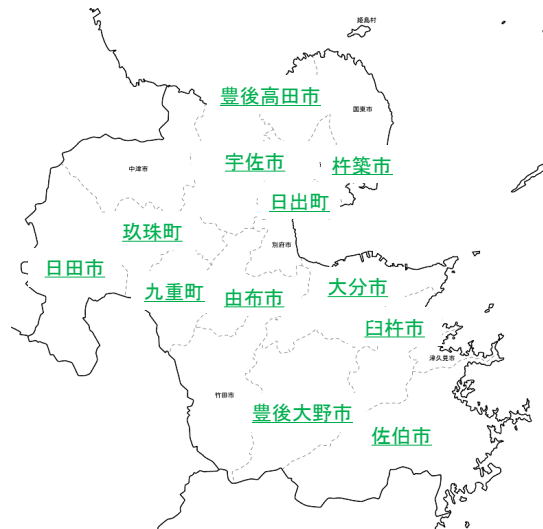 姫島村
豊後高田市
国東市
宇佐市
杵築市
中津市
日出町
玖珠町
別府市
日田市
九重町
由布市
大分市
臼杵市
津久見市
竹田市
豊後大野市
佐伯市